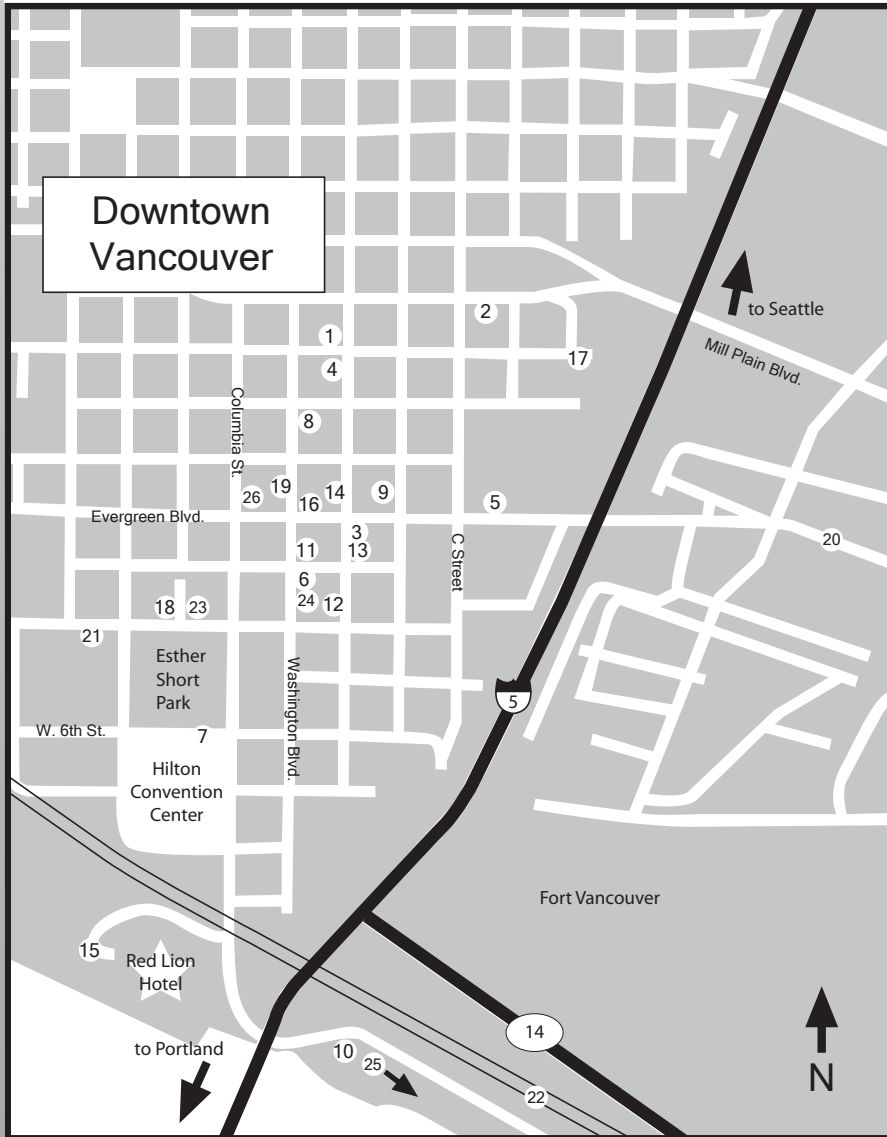 Downtown
Vancouver
to Seattle
Mill Plain Blvd.
1
2
17
4
Columbia St.
8
26
19
16
14
9
5
Evergreen Blvd.
3
11
13
C Street
20
6
24
12
18
23
21
Esther
Short
Park
Washington Blvd.
5
W. 6th St.
7
Hilton
Convention
Center
Fort Vancouver
15
Red Lion
Hotel
14
to Portland
10
25
22
N